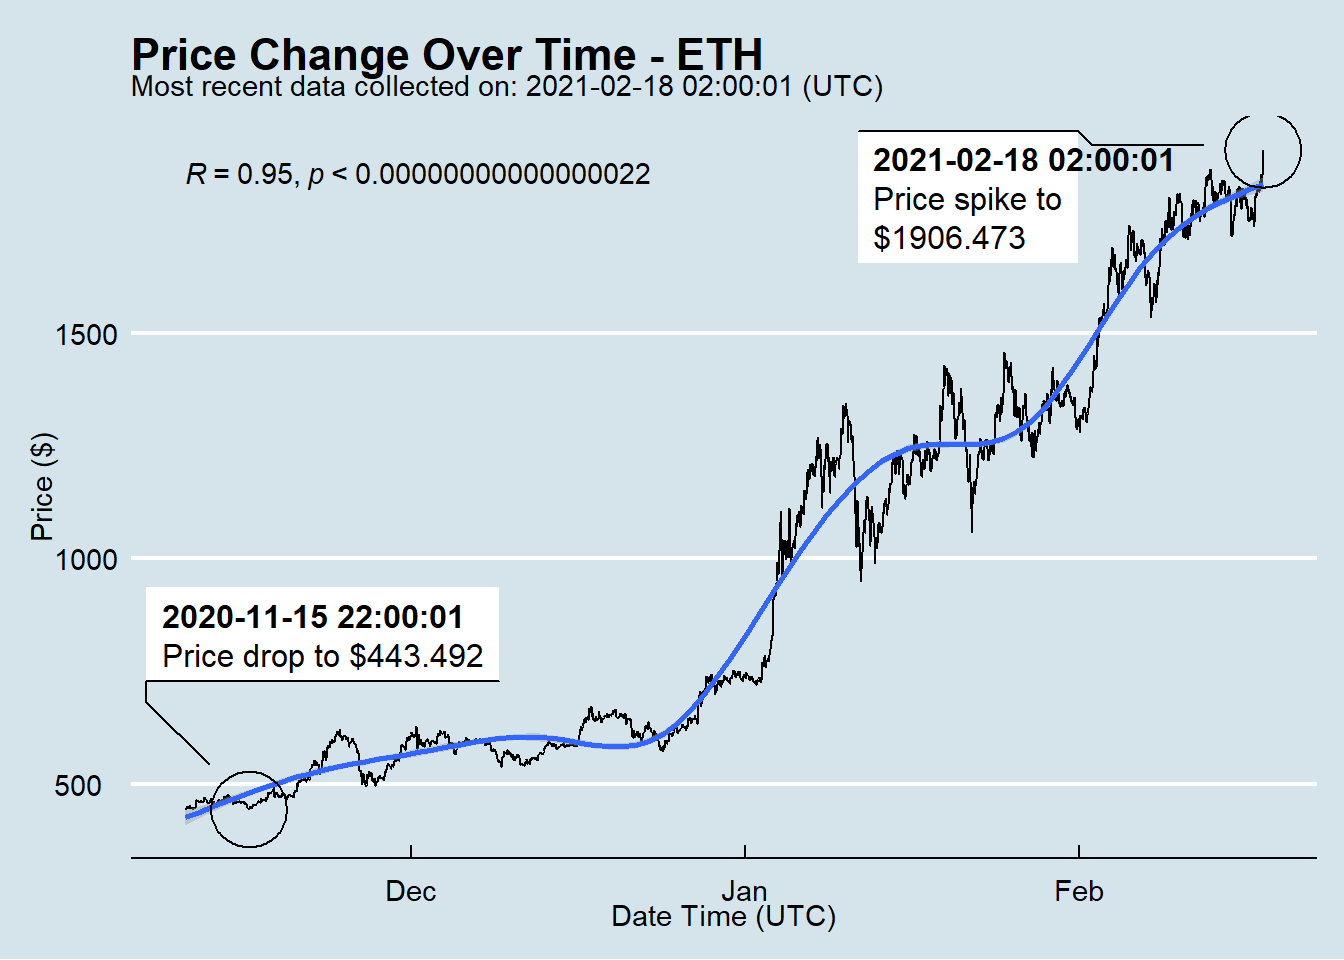 Price Change Over Time - ETH
Most recent data collected on: 2021-02-18 02:00:01 (UTC)
R = 0.95, p < 0.00000000000000022
2021-02-18 02:00:01
Price spike to
$1906.473
1500
1000
500
Price ($)
2020-11-15 22:00:01
Price drop to $443.492
Dec
Jan
Feb
Date Time (UTC)